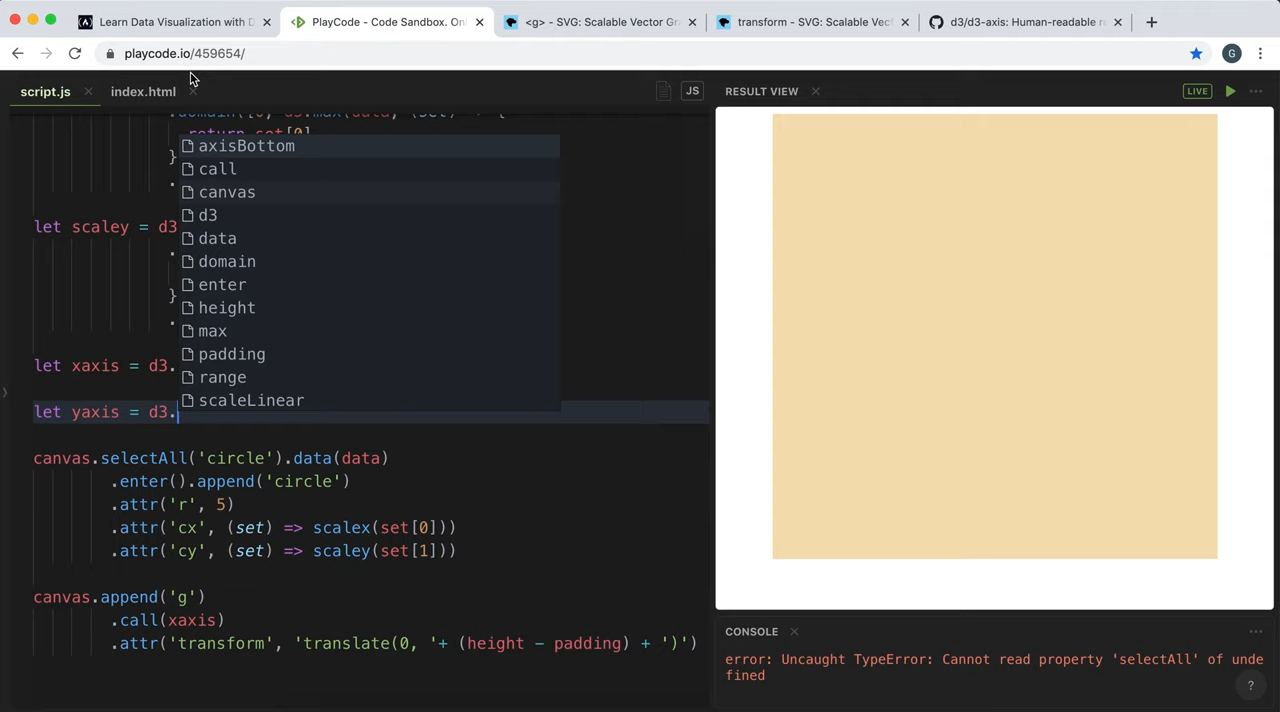 Learn Data Visualization with D
PlayCode - Code Sandbox. Onl
<g> - SVG: Scalable Vector Gra
transform - SVG: Scalable Vect
d3/d3-axis: Human-readable re
playcode.io/459654/
G
script.js
index.html
JS
RESULT VIEW
LIVE
.domain([0, d3.max(data, (set) => {
return set[0]
axisBottom
}
call
.
canvas
d3
let scaley = d3
data
.
domain
enter
}
height
.
max
padding
let xaxis = d3.
range
scaleLinear
let yaxis = d3.
canvas.selectAll('circle').data(data)
.enter().append('circle')
.attr('r', 5)
.attr('cx', (set) => scalex(set[0]))
.attr('cy', (set) => scaley(set[1]))
canvas.append('g')
.call(xaxis)
.attr('transform', 'translate(0, '+ (height - padding) + ')')
CONSOLE
error: Uncaught TypeError: Cannot read property 'selectAll' of unde
fined
?